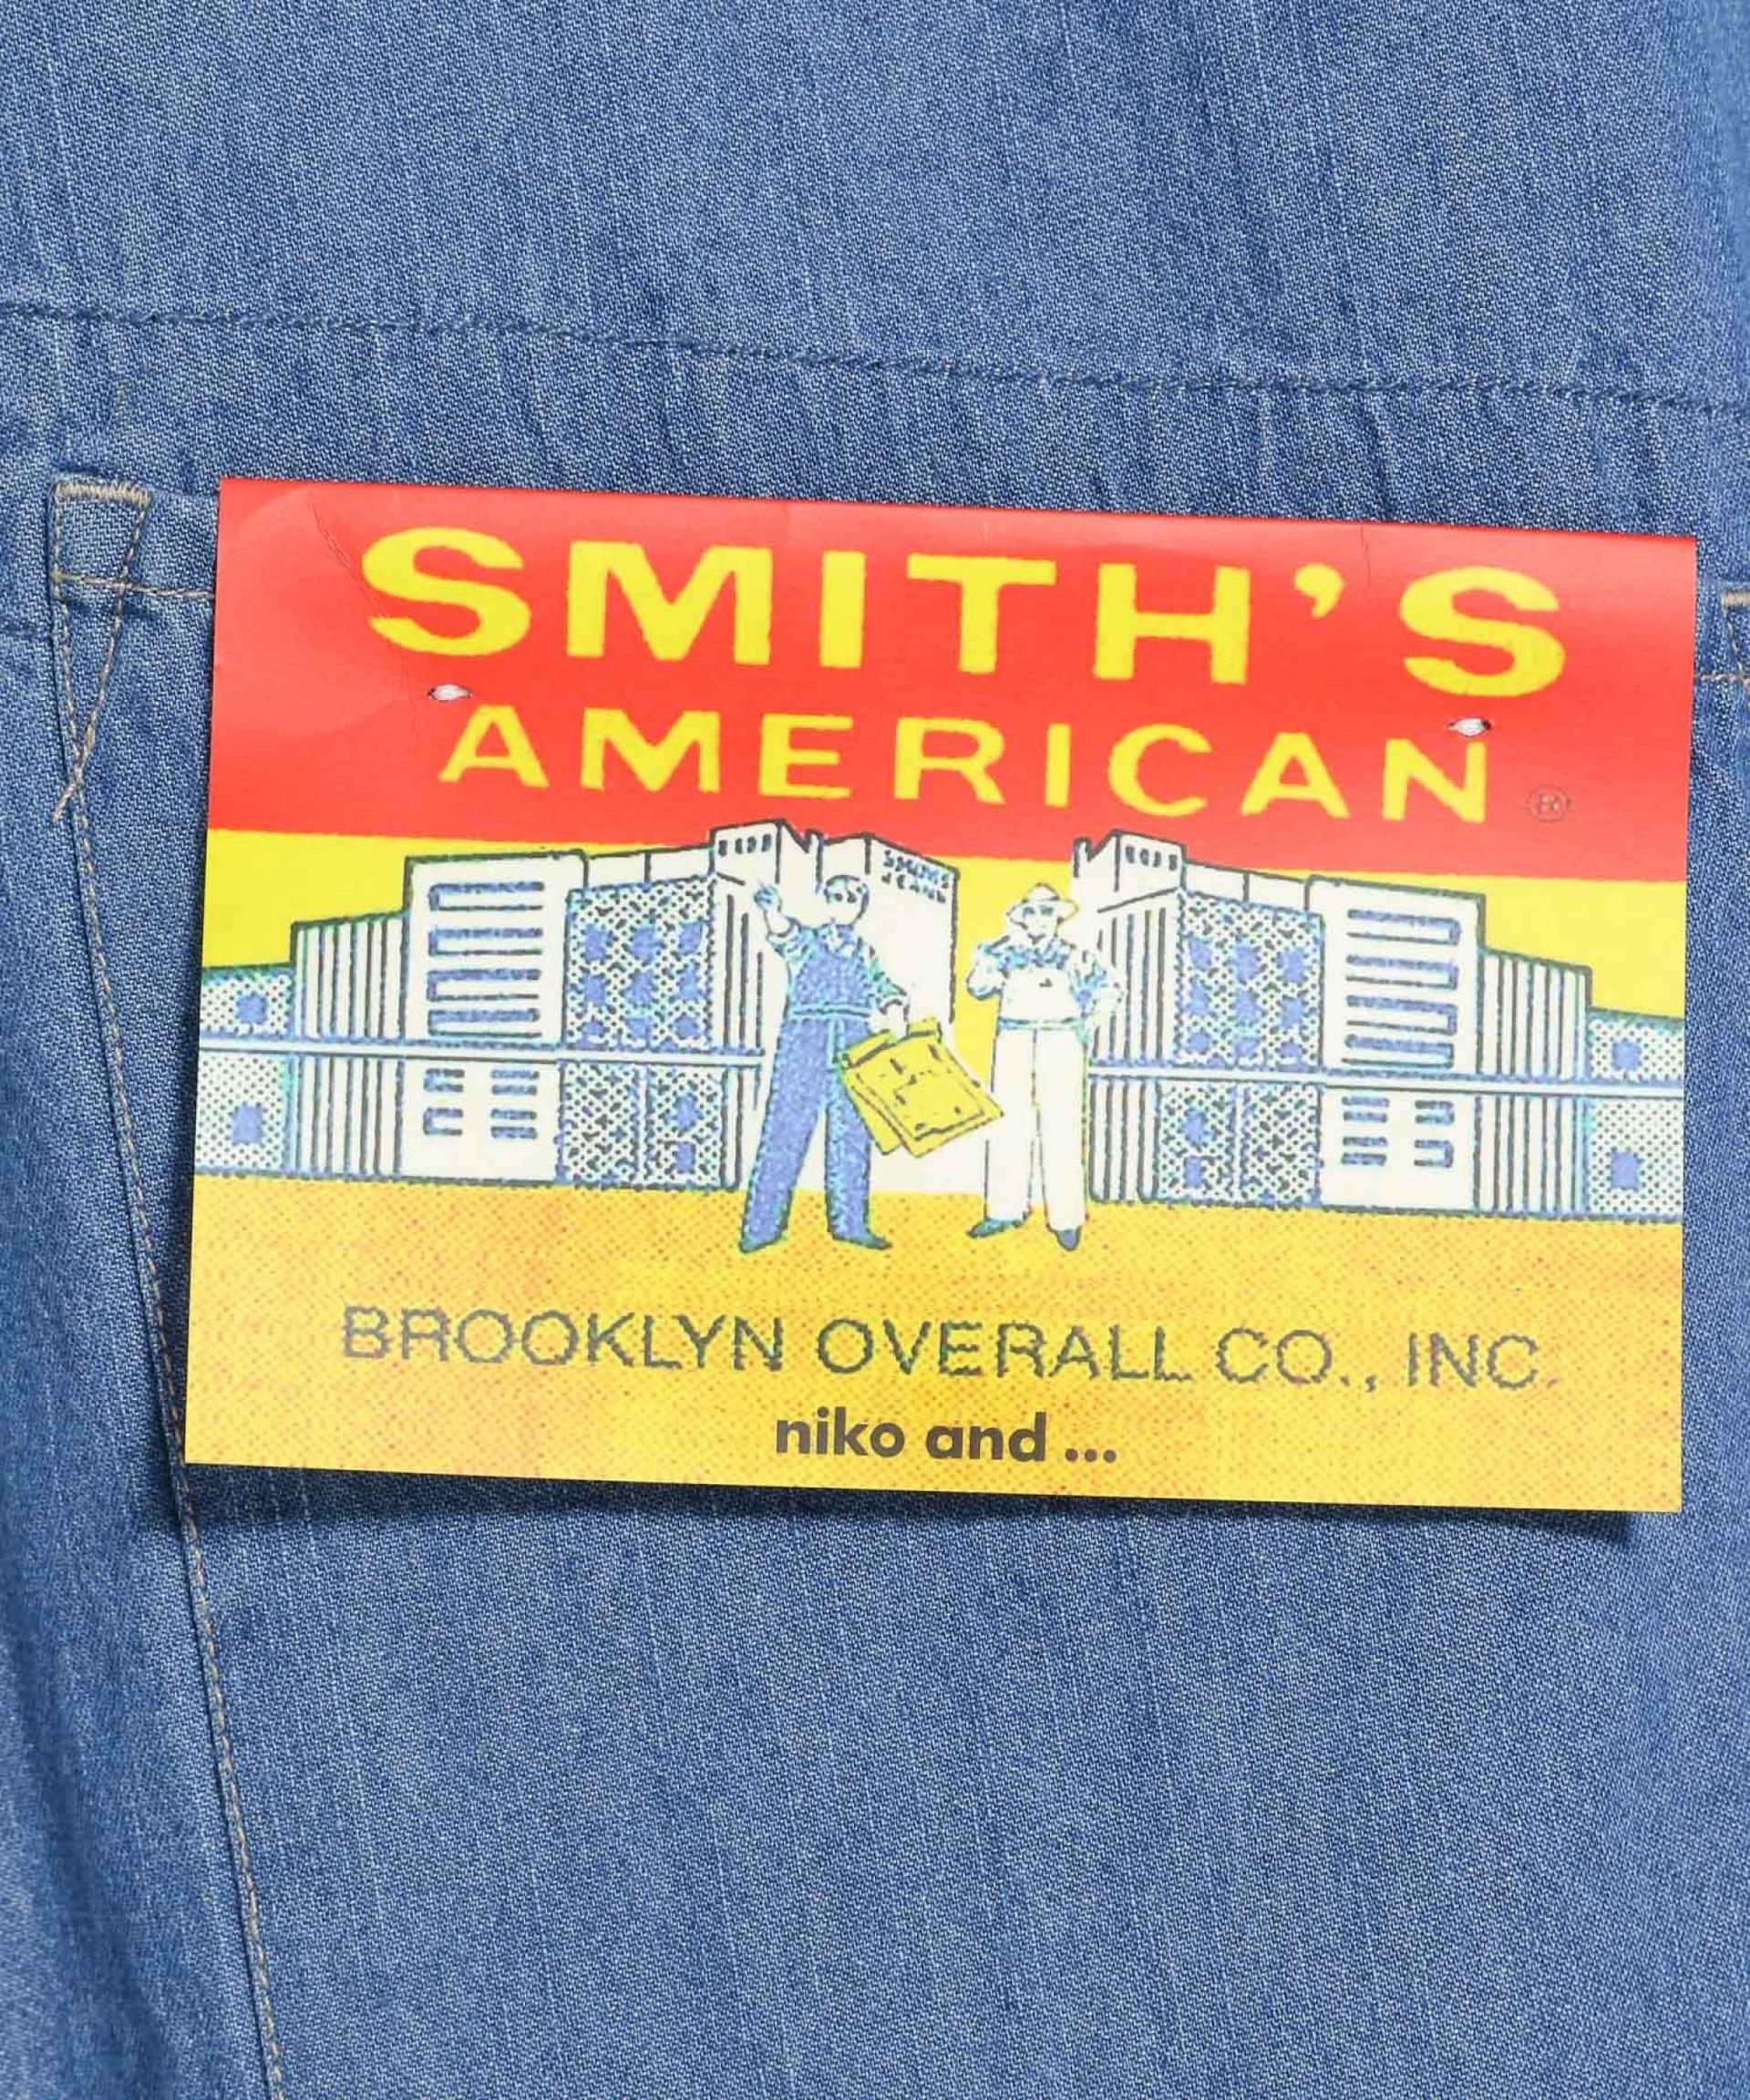 SMITH'S
AMERICAN ®
BROOKLYN OVERALL CO., INC.
niko and ...